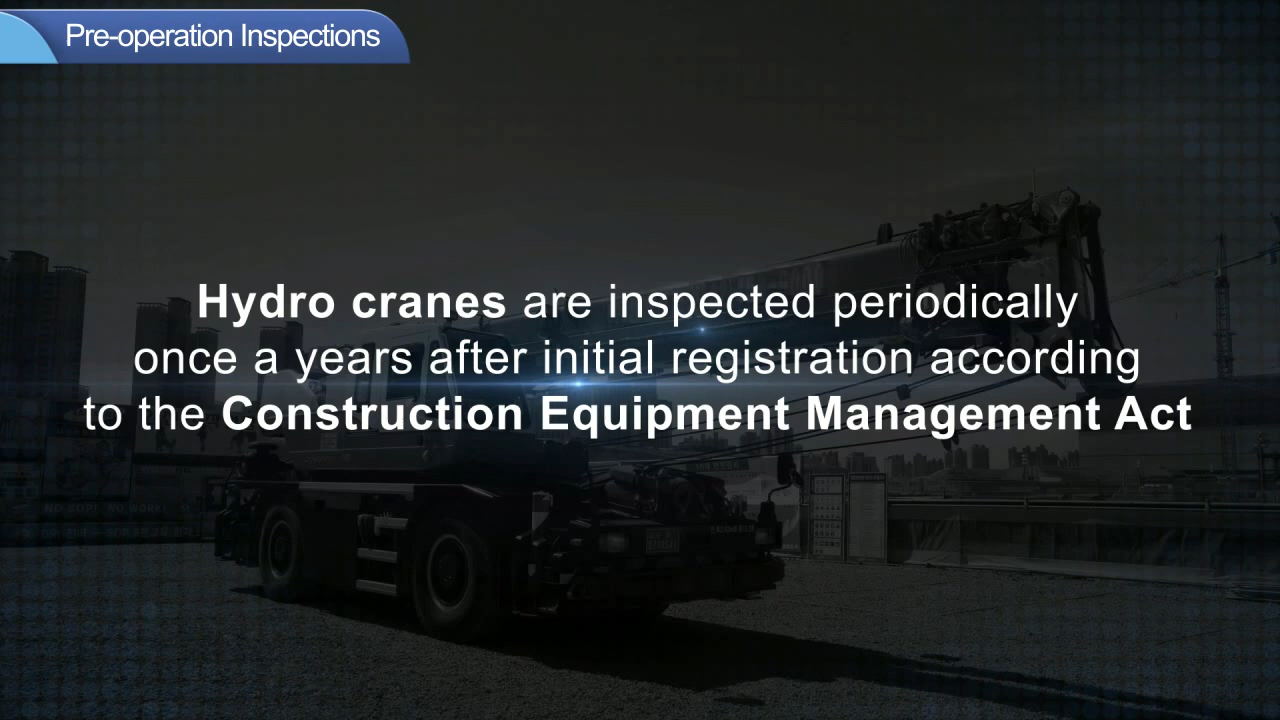 Pre-operation Inspections
Hydro cranes are inspected periodically
once a years after initial registration according
to the Construction Equipment Management Act